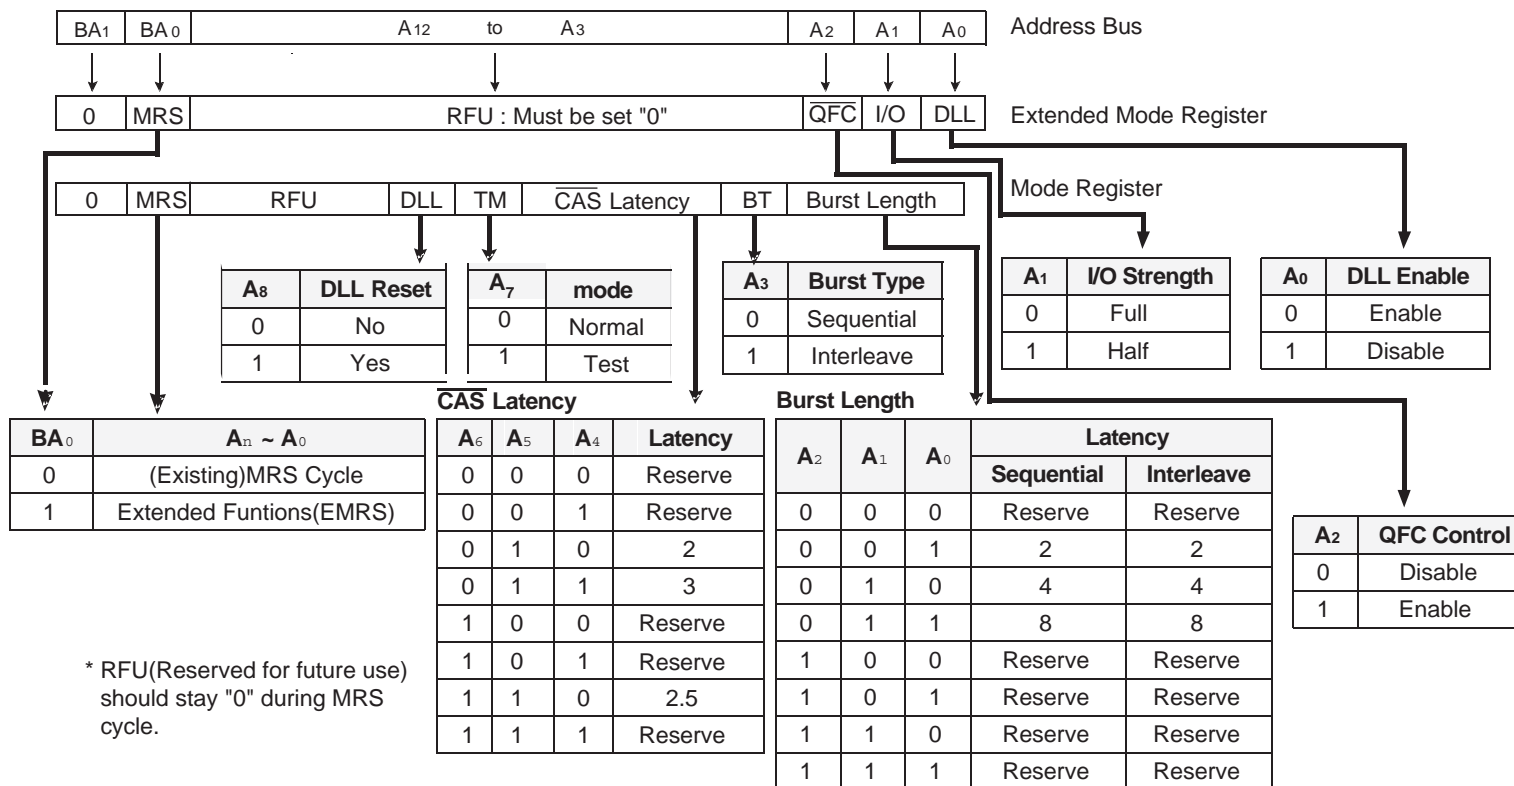 BA1 BA0 A12 to A3 A2 A1 A0 Address Bus
0 MRS RFU : Must be set "0" QFC I/O DLL Extended Mode Register
0 MRS RFU DLL TM CAS Latency BT Burst Length Mode Register
A8 DLL Reset
0 No
1 Yes
A7 mode
0 Normal
1 Test
A3 Burst Type
0 Sequential
1 Interleave
A1 I/O Strength
0 Full
1 Half
A0 DLL Enable
0 Enable
1 Disable
BA0 An ~ A0
0 (Existing)MRS Cycle
1 Extended Funtions(EMRS)
CAS Latency
A6 A5 A4 Latency
0 0 0 Reserve
0 0 1 Reserve
0 1 0 2
0 1 1 3
1 0 0 Reserve
1 0 1 Reserve
1 1 0 2.5
1 1 1 Reserve
Burst Length
A2 A1 A0 Latency
Sequential Interleave
0 0 0 Reserve Reserve
0 0 1 2 2
0 1 0 4 4
0 1 1 8 8
1 0 0 Reserve Reserve
1 0 1 Reserve Reserve
1 1 0 Reserve Reserve
1 1 1 Reserve Reserve
A2 QFC Control
0 Disable
1 Enable
* RFU(Reserved for future use)
should stay "0" during MRS
cycle.